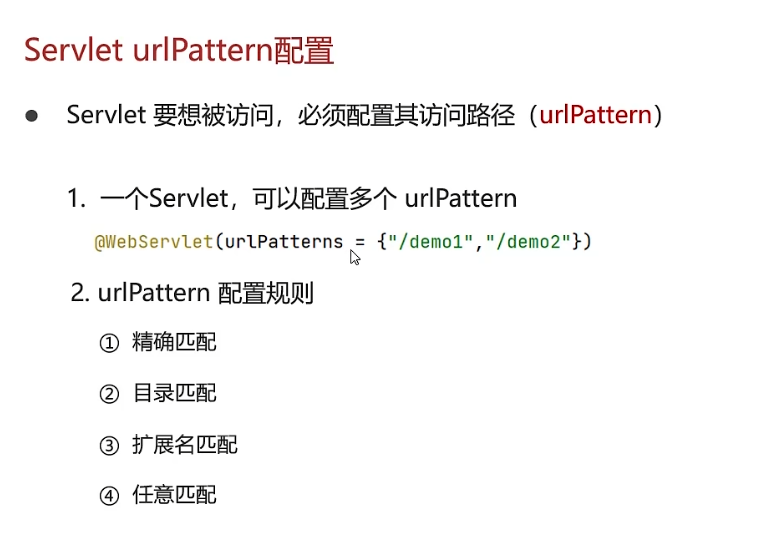 Servlet urlPattern配置
● Servlet 要想被访问，必须配置其访问路径（urlPattern）
1. 一个Servlet，可以配置多个 urlPattern
@WebServlet(urlPatterns = {"/demo1","/demo2"})
2. urlPattern 配置规则
① 精确匹配
② 目录匹配
③ 扩展名匹配
④ 任意匹配